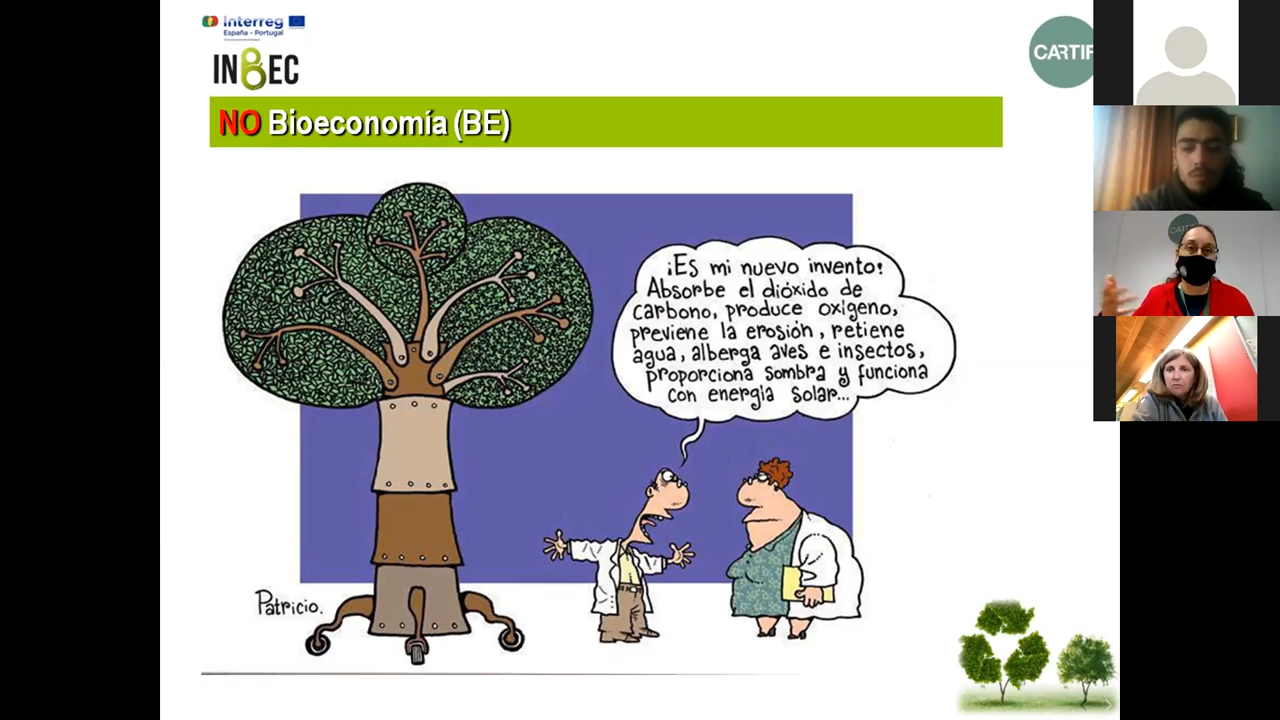 Interreg
España - Portugal
INBEC
CARTIF
NO Bioeconomía (BE)
¡Es mi nuevo invento!
Absorbe el dióxido de
carbono, produce oxígeno,
previene la erosión, retiene
agua, alberga aves e insectos,
proporciona sombra y funciona
con energía solar...
Patricio.